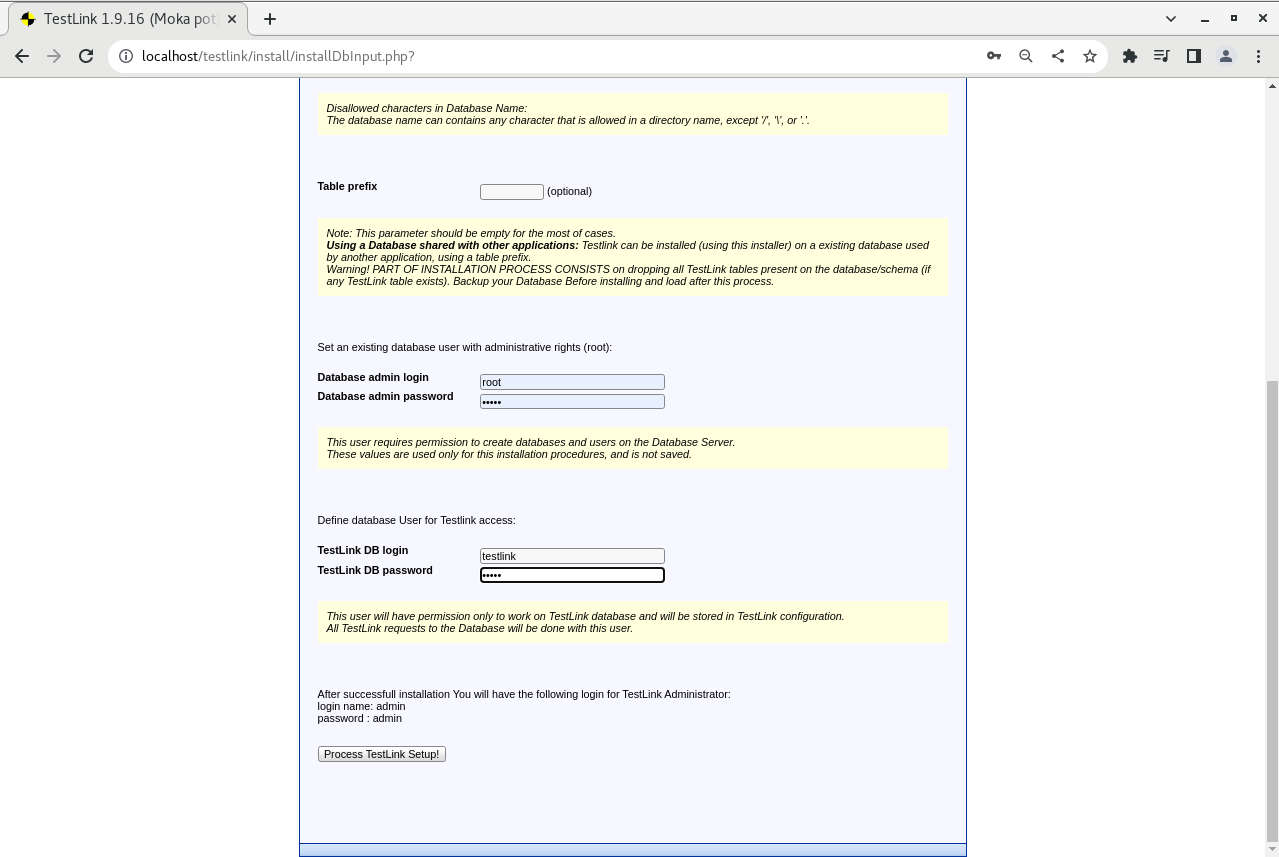 TestLink 1.9.16 (Moka pot
localhost/testlink/install/installDbInput.php?
Disallowed characters in Database Name:
The database name can contains any character that is allowed in a directory name, except '/', '\', or '.'.
Table prefix
(optional)
Note: This parameter should be empty for the most of cases.
Using a Database shared with other applications: Testlink can be installed (using this installer) on a existing database used
by another application, using a table prefix.
Warning! PART OF INSTALLATION PROCESS CONSISTS on dropping all TestLink tables present on the database/schema (if
any TestLink table exists). Backup your Database Before installing and load after this process.
Set an existing database user with administrative rights (root):
Database admin login
root
Database admin password
•••••
This user requires permission to create databases and users on the Database Server.
These values are used only for this installation procedures, and is not saved.
Define database User for Testlink access:
TestLink DB login
testlink
TestLink DB password
•••••
This user will have permission only to work on TestLink database and will be stored in TestLink configuration.
All TestLink requests to the Database will be done with this user.
After successfull installation You will have the following login for TestLink Administrator:
login name: admin
password : admin
Process TestLink Setup!